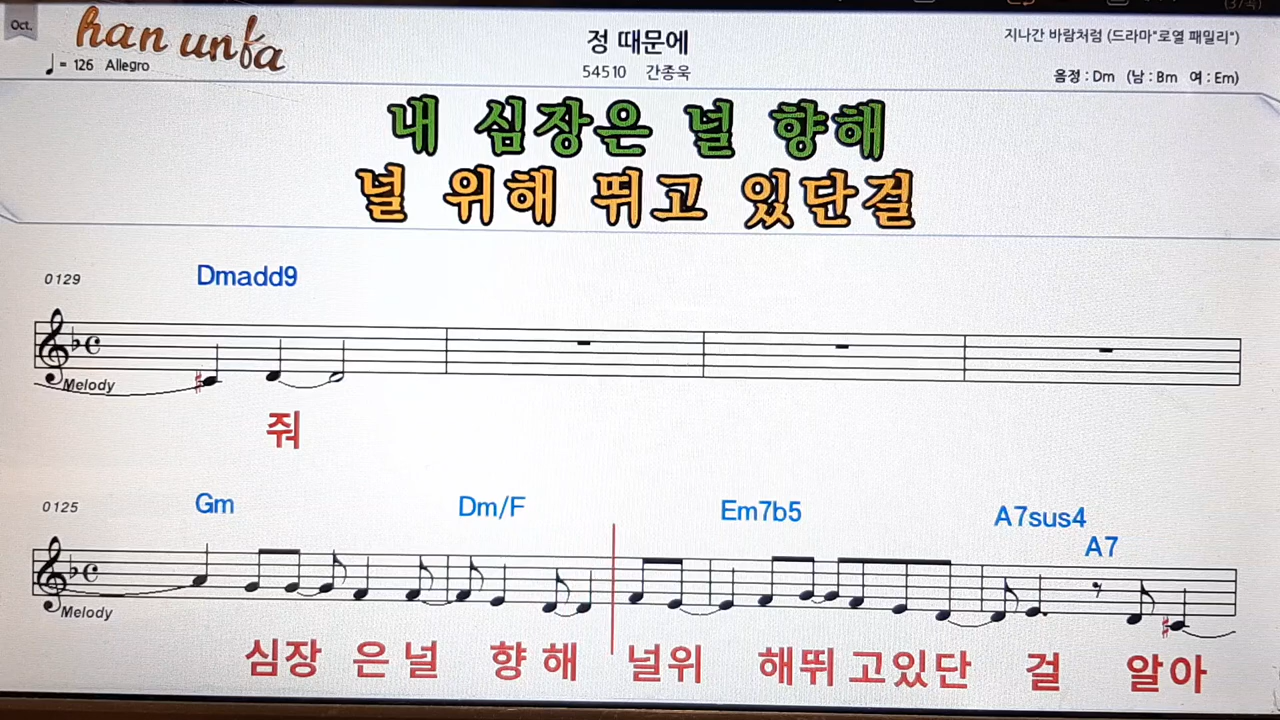 Oct.
han unfa
♩ = 126 Allegro
정 때문에
54510 간종욱
지나간 바람처럼 (드라마"로열 패밀리")
음정 : Dm (남 : Bm 여 : Em)
내 심장은 널 향해
널 위해 뛰고 있단걸
0129
Dmadd9
Melody
줘
0125
Gm Dm/F Em7b5 A7sus4
A7
Melody
심장 은 널 향 해 널위 해뛰 고있단 걸 알아